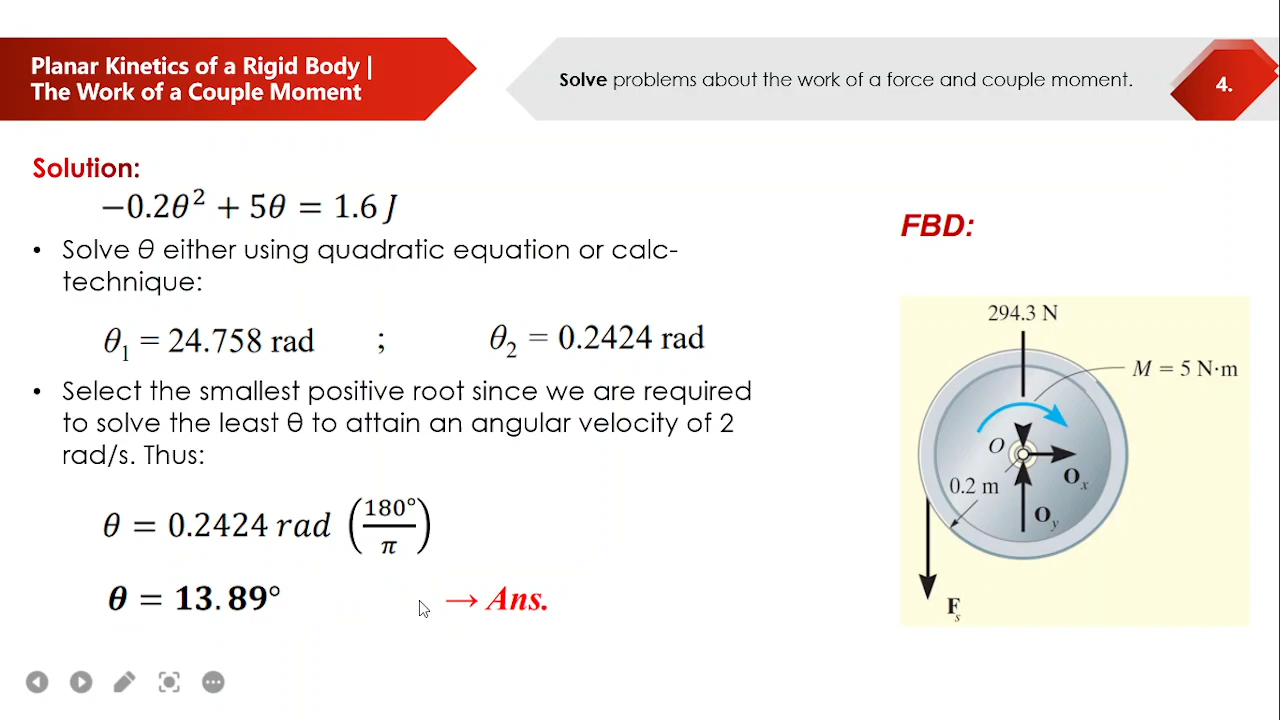 Planar Kinetics of a Rigid Body |
The Work of a Couple Moment
Solve problems about the work of a force and couple moment.
4.
Solution:
−0.2θ² + 5θ = 1.6 J
• Solve θ either using quadratic equation or calc-
technique:
θ₁ = 24.758 rad ; θ₂ = 0.2424 rad
• Select the smallest positive root since we are required
to solve the least θ to attain an angular velocity of 2
rad/s. Thus:
θ = 0.2424 rad (180°/π)
θ = 13.89° → Ans.
FBD:
294.3 N
M = 5 N·m
O
0.2 m
Oₓ
Oᵧ
Fₛ